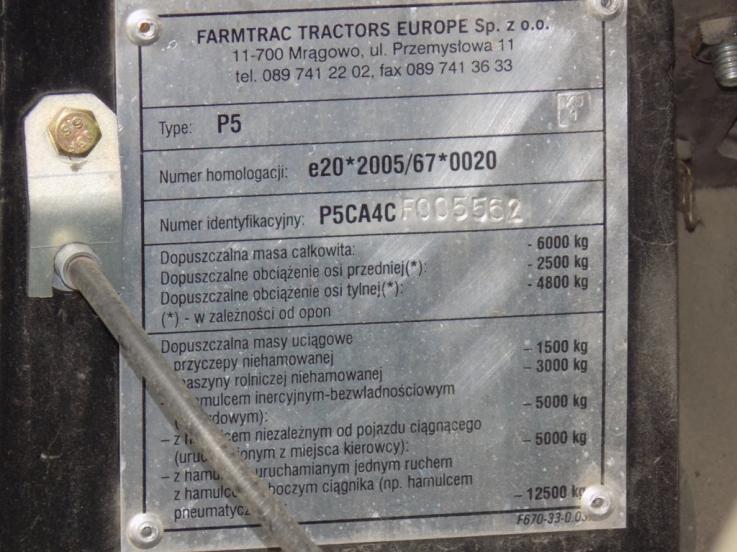 FARMTRAC TRACTORS EUROPE Sp. z o.o.
11-700 Mrągowo, ul. Przemysłowa 11
tel. 089 741 22 02, fax 089 741 36 33
Type: P5
Numer homologacji: e20*2005/67*0020
Numer identyfikacyjny: P5CA4C F005562
Dopuszczalna masa całkowita: - 6000 kg
Dopuszczalne obciążenie osi przedniej(*): - 2500 kg
Dopuszczalne obciążenie osi tylnej(*): - 4800 kg
(*) - w zależności od opon
Dopuszczalne masy uciągowe
przyczepy niehamowanej – 1500 kg
maszyny rolniczej niehamowanej – 3000 kg
hamulcem inercyjnym-bezwładnościowym
– 5000 kg
– z hamulcem niezależnym od pojazdu ciągnącego
z miejsca kierowcy): – 5000 kg
– z uruchamianym jednym ruchem
z ciągnika (np. hamulcem
– 12500 kg
F670-33-0